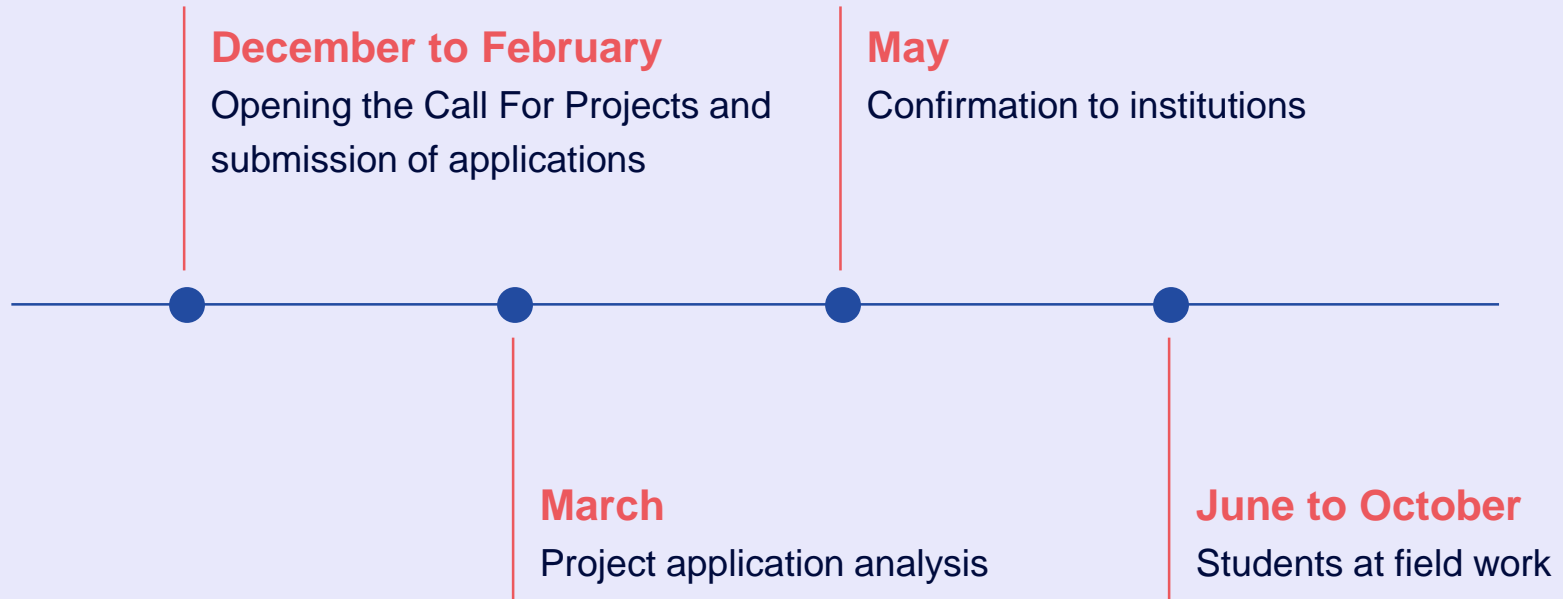 December to February
Opening the Call For Projects and
submission of applications
March
Project application analysis
May
Confirmation to institutions
June to October
Students at field work